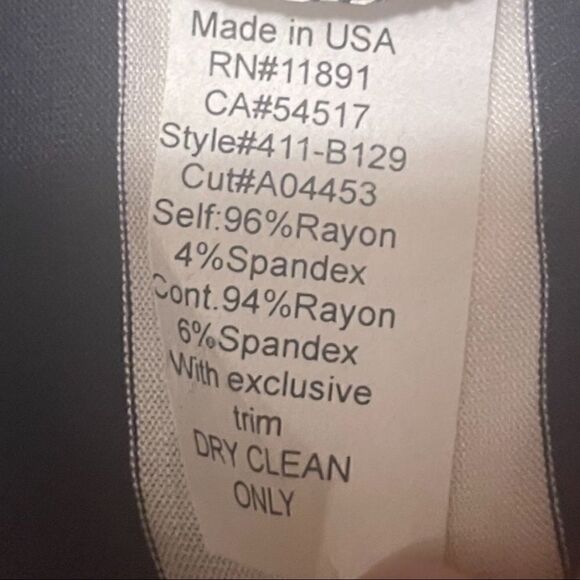 Made in USA
RN#11891
CA#54517
Style#411-B129
Cut#A04453
Self:96%Rayon
4%Spandex
Cont.94%Rayon
6%Spandex
With exclusive
trim
DRY CLEAN
ONLY